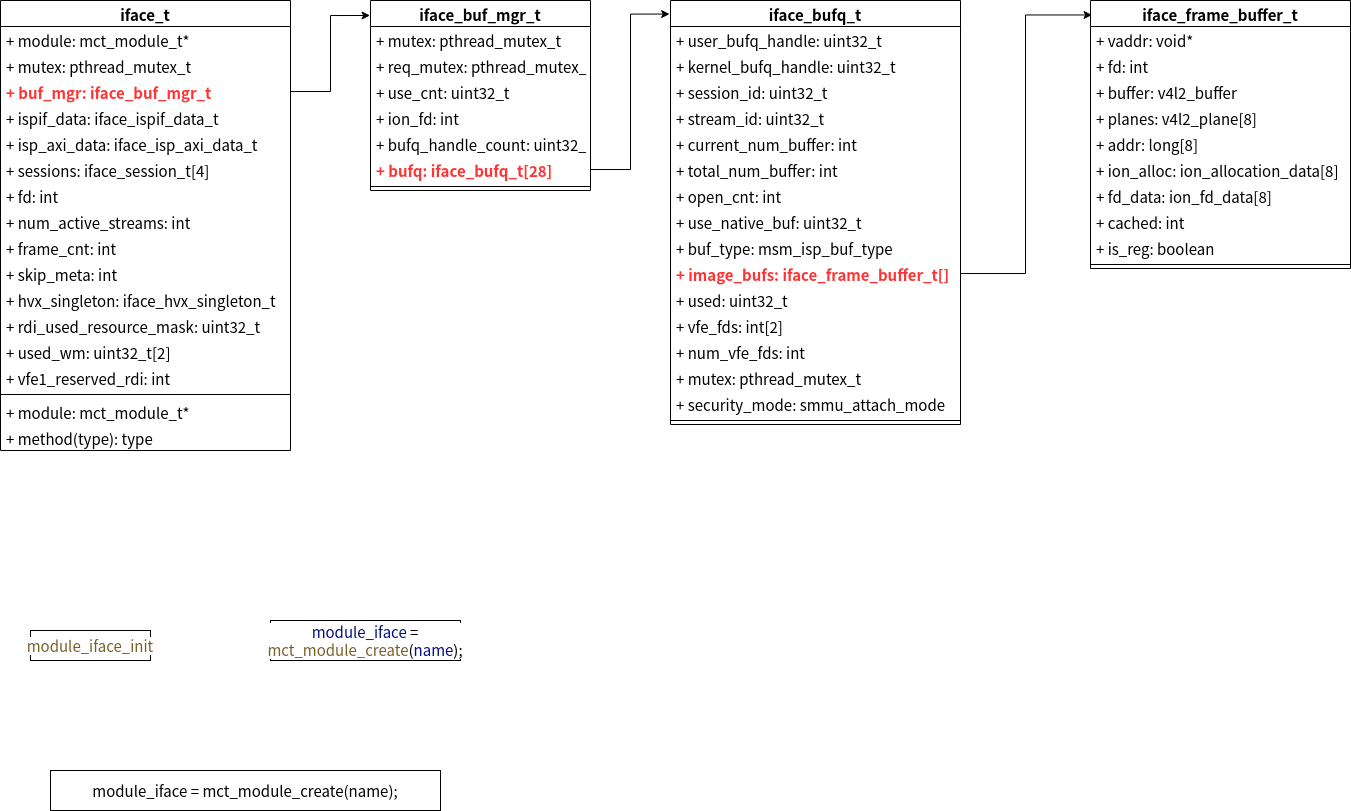 iface_t
+ module: mct_module_t*
+ mutex: pthread_mutex_t
+ buf_mgr: iface_buf_mgr_t
+ ispif_data: iface_ispif_data_t
+ isp_axi_data: iface_isp_axi_data_t
+ sessions: iface_session_t[4]
+ fd: int
+ num_active_streams: int
+ frame_cnt: int
+ skip_meta: int
+ hvx_singleton: iface_hvx_singleton_t
+ rdi_used_resource_mask: uint32_t
+ used_wm: uint32_t[2]
+ vfe1_reserved_rdi: int
+ module: mct_module_t*
+ method(type): type
iface_buf_mgr_t
+ mutex: pthread_mutex_t
+ req_mutex: pthread_mutex_
+ use_cnt: uint32_t
+ ion_fd: int
+ bufq_handle_count: uint32_
+ bufq: iface_bufq_t[28]
iface_bufq_t
+ user_bufq_handle: uint32_t
+ kernel_bufq_handle: uint32_t
+ session_id: uint32_t
+ stream_id: uint32_t
+ current_num_buffer: int
+ total_num_buffer: int
+ open_cnt: int
+ use_native_buf: uint32_t
+ buf_type: msm_isp_buf_type
+ image_bufs: iface_frame_buffer_t[]
+ used: uint32_t
+ vfe_fds: int[2]
+ num_vfe_fds: int
+ mutex: pthread_mutex_t
+ security_mode: smmu_attach_mode
iface_frame_buffer_t
+ vaddr: void*
+ fd: int
+ buffer: v4l2_buffer
+ planes: v4l2_plane[8]
+ addr: long[8]
+ ion_alloc: ion_allocation_data[8]
+ fd_data: ion_fd_data[8]
+ cached: int
+ is_reg: boolean
module_iface_init
module_iface =
mct_module_create(name);
module_iface = mct_module_create(name);